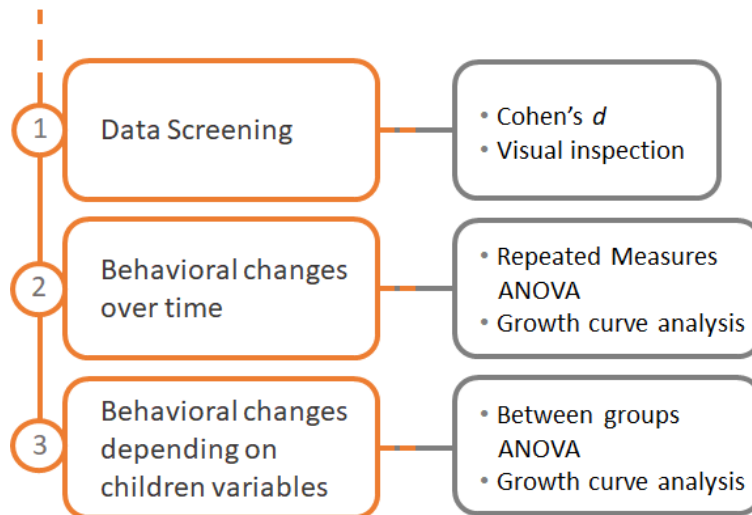 1
Data Screening
• Cohen's d
• Visual inspection
2
Behavioral changes
over time
• Repeated Measures
ANOVA
• Growth curve analysis
3
Behavioral changes
depending on
children variables
• Between groups
ANOVA
• Growth curve analysis